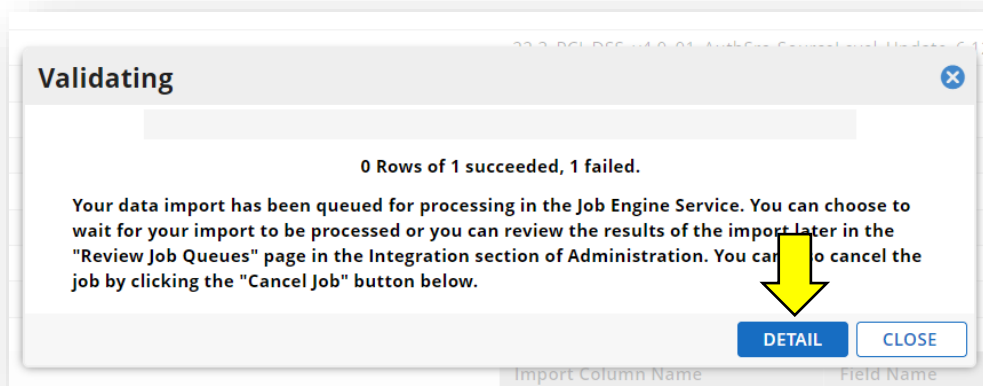 Validating
0 Rows of 1 succeeded, 1 failed.
Your data import has been queued for processing in the Job Engine Service. You can choose to
wait for your import to be processed or you can review the results of the import later in the
"Review Job Queues" page in the Integration section of Administration. You can cancel the
job by clicking the "Cancel Job" button below.
DETAIL
CLOSE
Import Column Name
Field Name